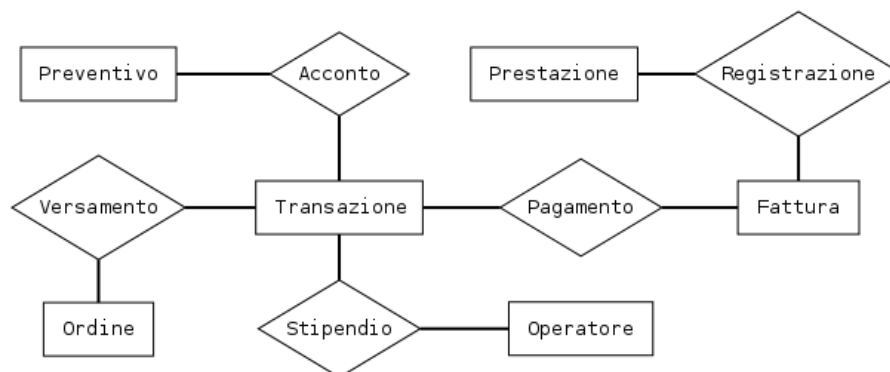 Preventivo
Acconto
Prestazione
Registrazione
Versamento
Transazione
Pagamento
Fattura
Ordine
Stipendio
Operatore